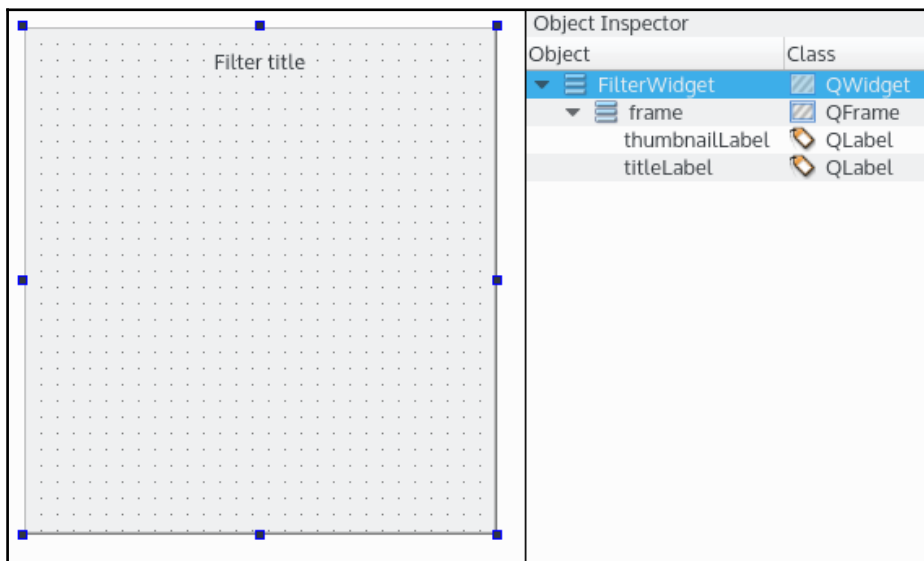 Filter title
Object Inspector
Object Class
FilterWidget QWidget
frame QFrame
thumbnailLabel QLabel
titleLabel QLabel